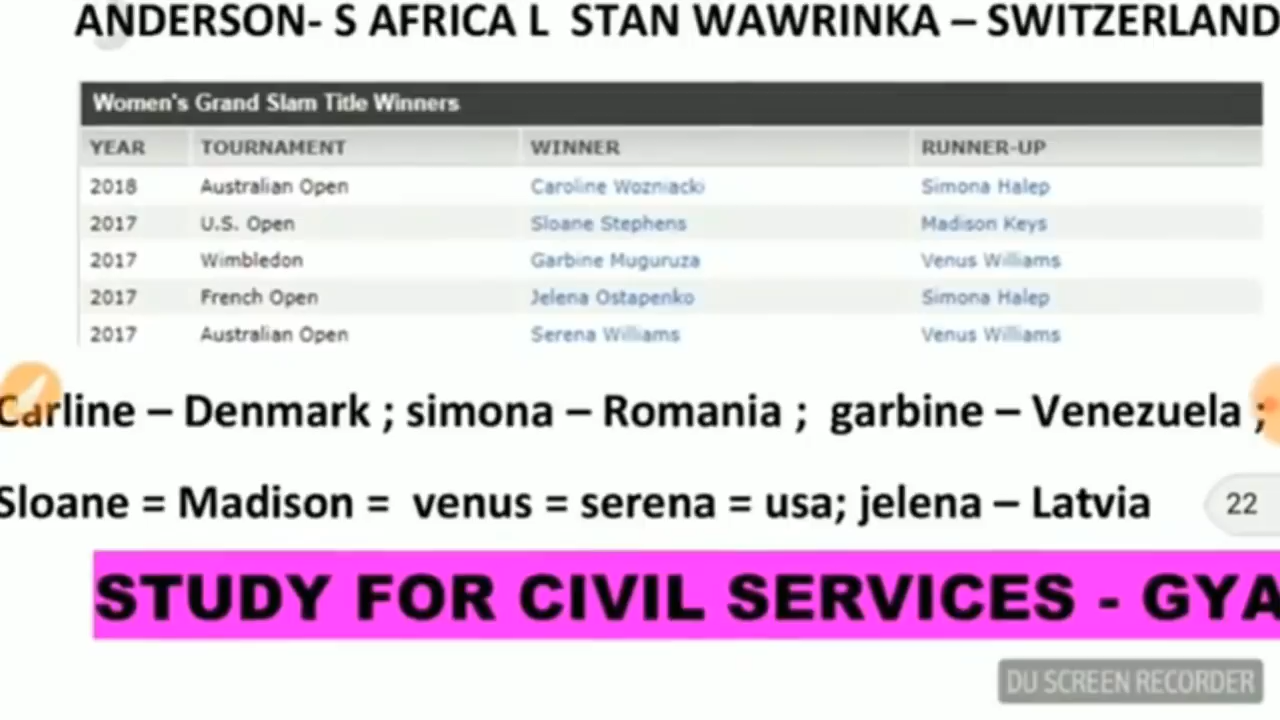 ANDERSON- S AFRICA L STAN WAWRINKA – SWITZERLAND
Women's Grand Slam Title Winners
YEAR TOURNAMENT WINNER RUNNER-UP
2018 Australian Open Caroline Wozniacki Simona Halep
2017 U.S. Open Sloane Stephens Madison Keys
2017 Wimbledon Garbine Muguruza Venus Williams
2017 French Open Jelena Ostapenko Simona Halep
2017 Australian Open Serena Williams Venus Williams
Carline – Denmark ; simona – Romania ; garbine – Venezuela ;
Sloane = Madison = venus = serena = usa; jelena – Latvia
22
STUDY FOR CIVIL SERVICES - GYA
DU SCREEN RECORDER